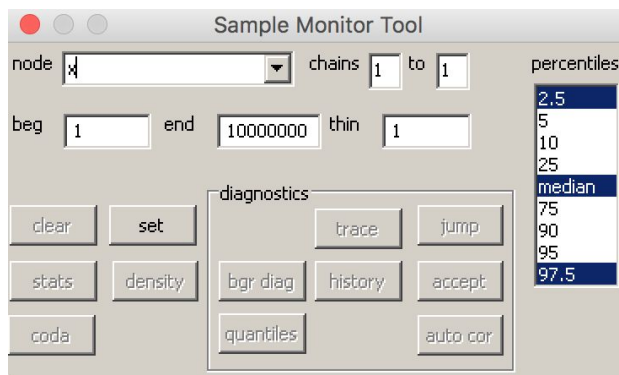 Sample Monitor Tool
node x chains 1 to 1 percentiles
beg 1 end 10000000 thin 1
2.5
5
10
25
median
75
90
95
97.5
diagnostics
clear set trace jump
stats density bgr diag history accept
coda quantiles auto cor